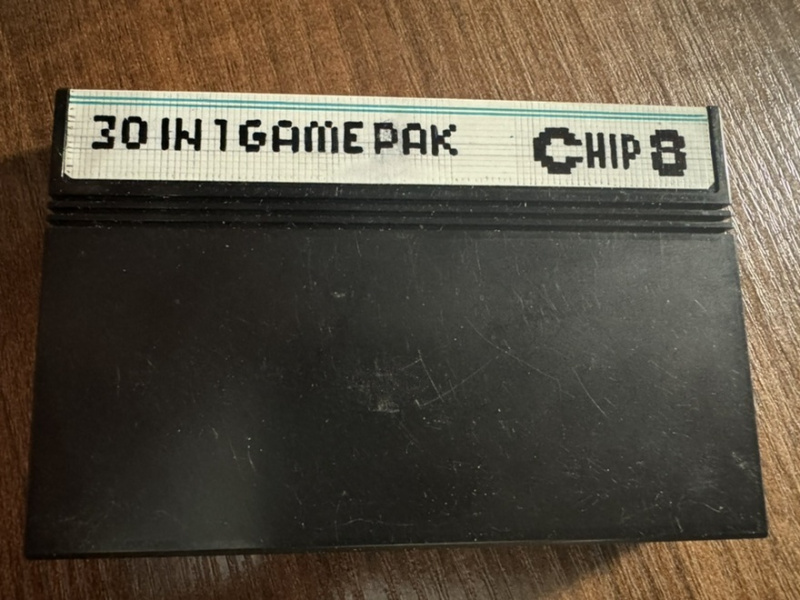 30 IN 1 GAME PAK
CHIP 8